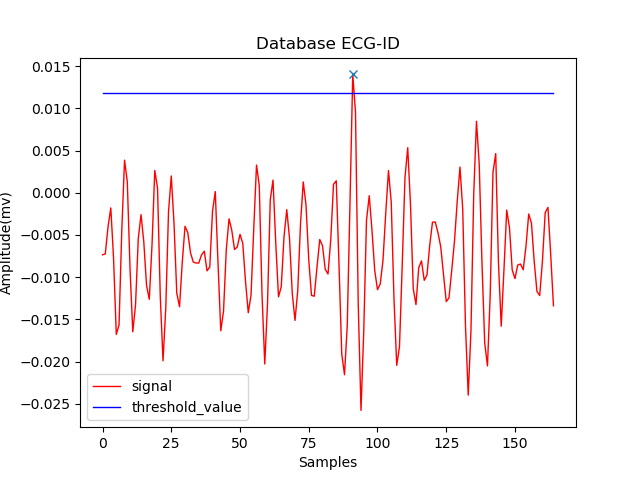 Database ECG-ID
Amplitude(mv)
0.015
0.010
0.005
0.000
−0.005
−0.010
−0.015
−0.020
−0.025
signal
threshold_value
0 25 50 75 100 125 150
Samples